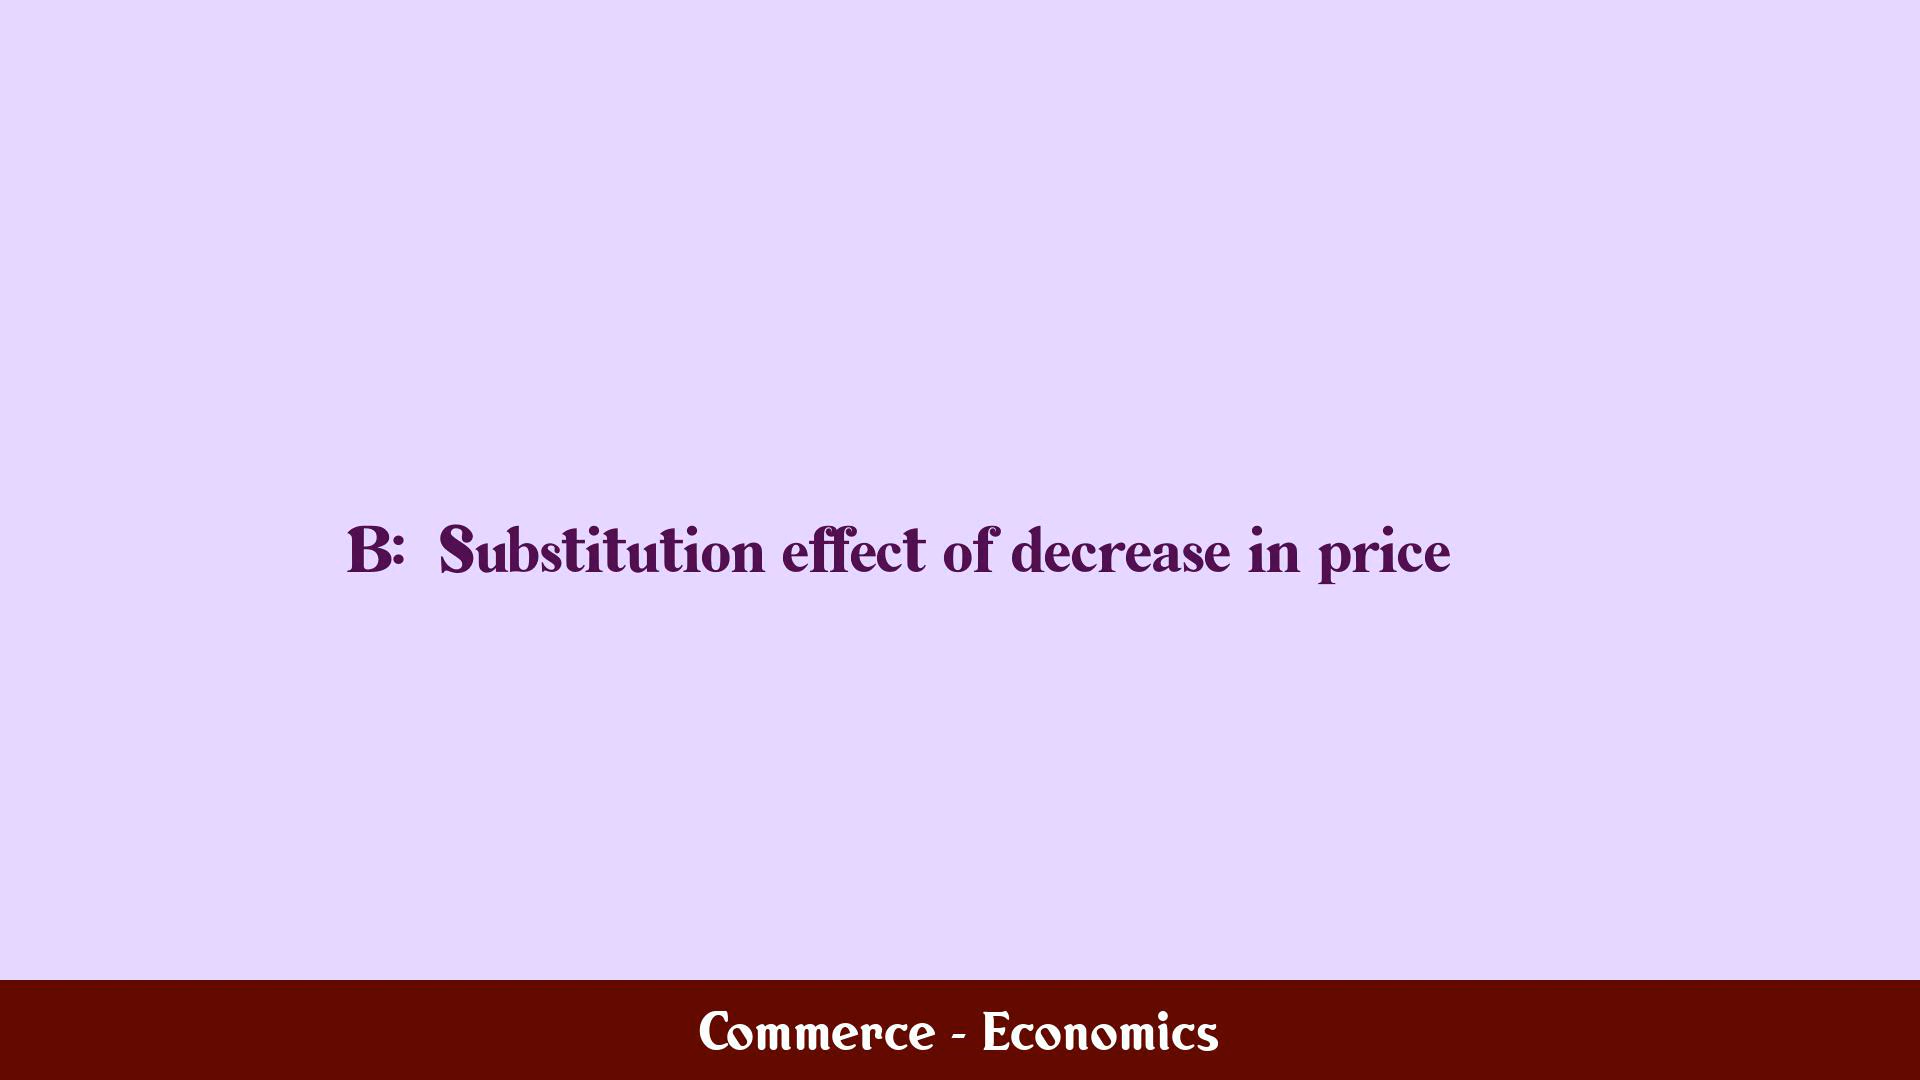 B: Substitution effect of decrease in price
Commerce - Economics